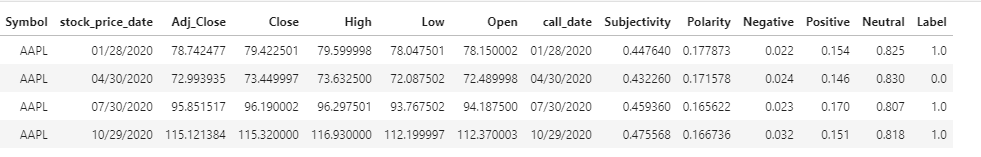 Symbol stock_price_date Adj_Close Close High Low Open call_date Subjectivity Polarity Negative Positive Neutral Label
AAPL 01/28/2020 78.742477 79.422501 79.599998 78.047501 78.150002 01/28/2020 0.447640 0.177873 0.022 0.154 0.825 1.0
AAPL 04/30/2020 72.993935 73.449997 73.632500 72.087502 72.489998 04/30/2020 0.432260 0.171578 0.024 0.146 0.830 0.0
AAPL 07/30/2020 95.851517 96.190002 96.297501 93.767502 94.187500 07/30/2020 0.459360 0.165622 0.023 0.170 0.807 1.0
AAPL 10/29/2020 115.121384 115.320000 116.930000 112.199997 112.370003 10/29/2020 0.475568 0.166736 0.032 0.151 0.818 1.0